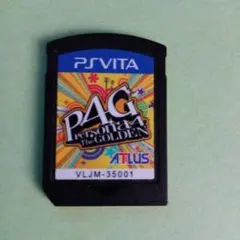 PSVITA
P4G
Persona4
The GOLDEN
ATLUS
VLJM-35001